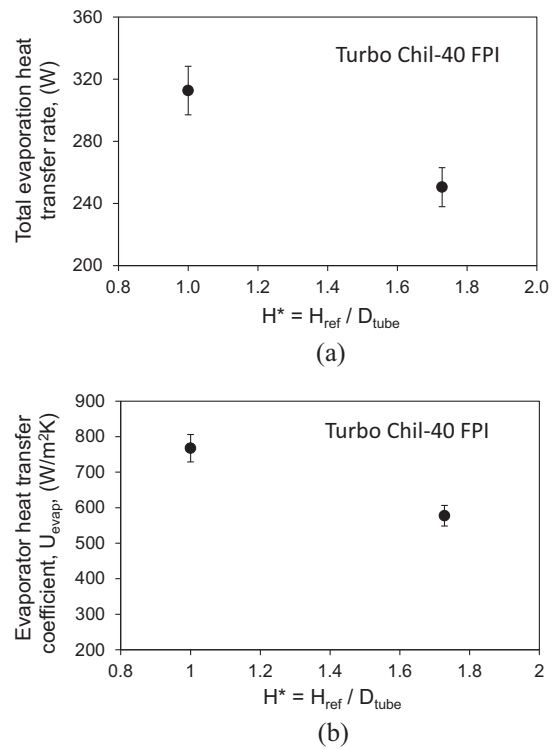 360
320
280
240
200
Total evaporation heat
transfer rate, (W)
Turbo Chil-40 FPI
0.8 1.0 1.2 1.4 1.6 1.8 2.0
H* = H_ref / D_tube
(a)
900
800
700
600
500
400
300
200
Evaporator heat transfer
coefficient, U_evap, (W/m²K)
Turbo Chil-40 FPI
0.8 1 1.2 1.4 1.6 1.8 2
H* = H_ref / D_tube
(b)